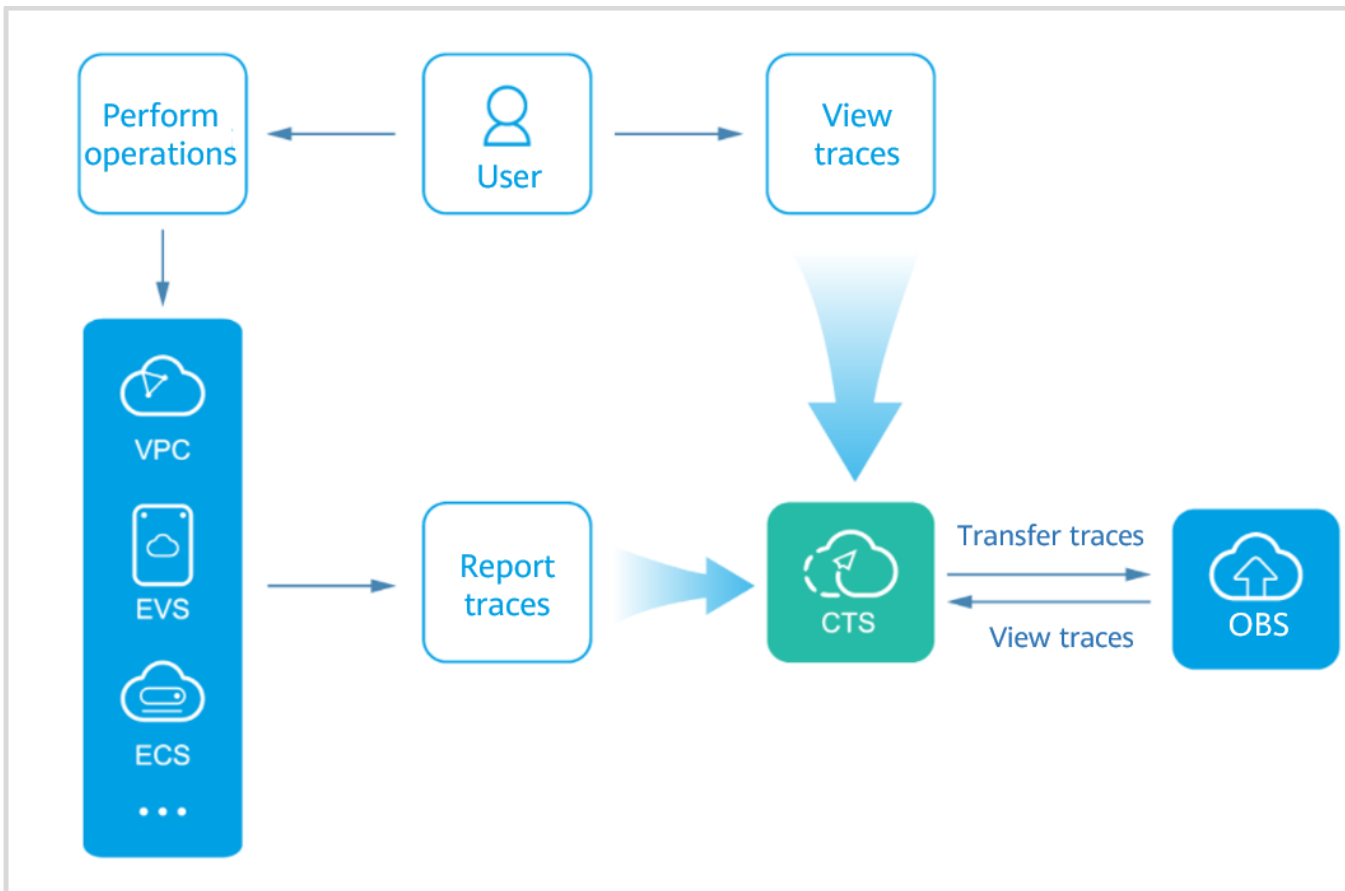 Perform
operations
User
View
traces
VPC
EVS
ECS
Report
traces
CTS
Transfer traces
View traces
OBS